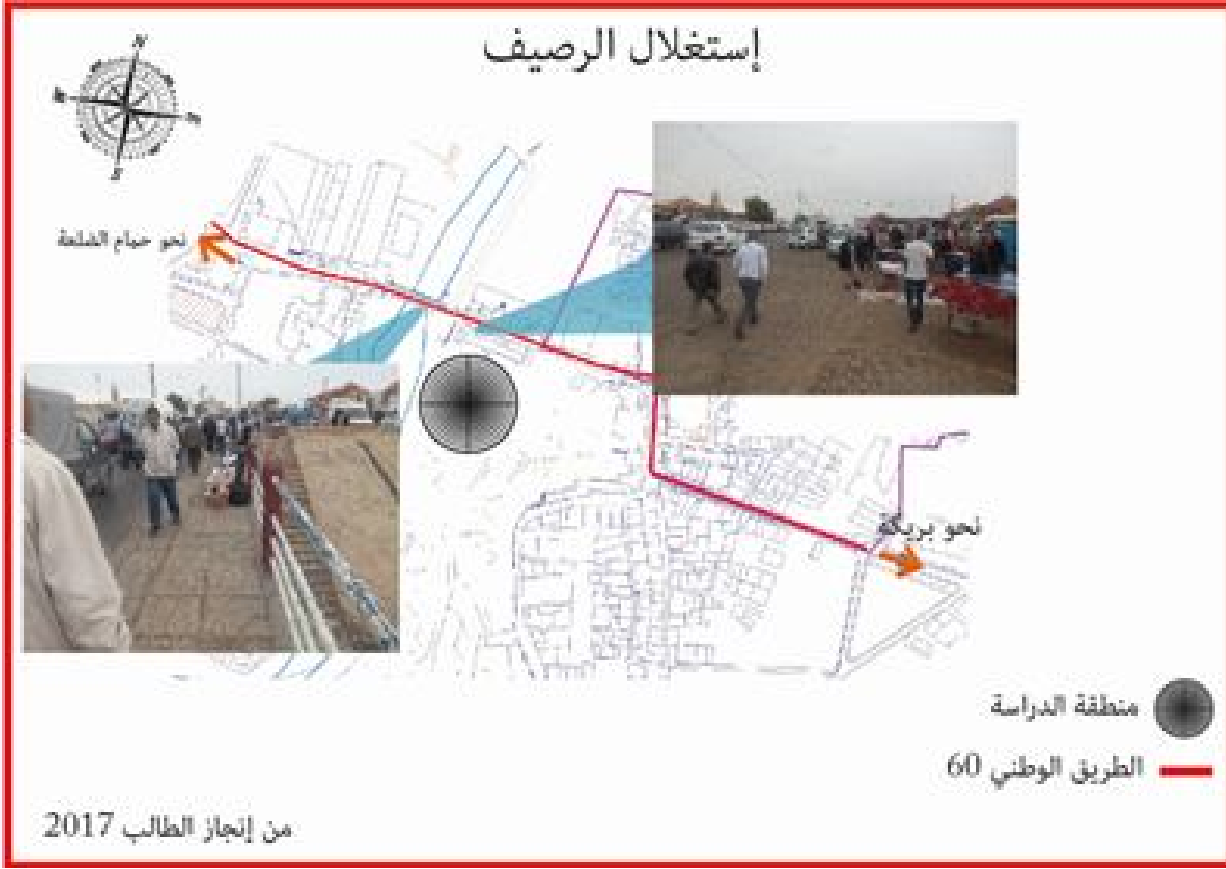 إستغلال الرصيف
N
S
نحو حمام الضلعة
نحو بريكة
منطقة الدراسة
الطريق الوطني 60
من إنجاز الطالب 2017